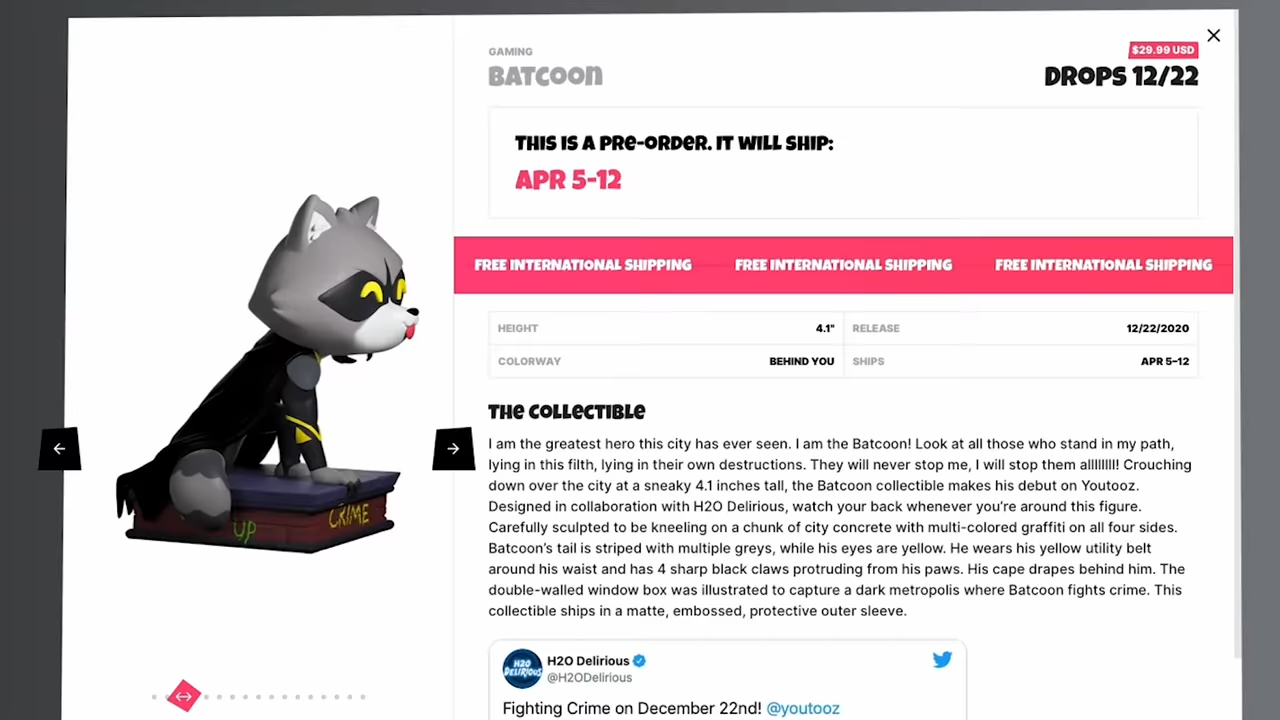 GAMING
BATCOON
$29.99 USD
DROPS 12/22
THIS IS A PRE-ORDER. IT WILL SHIP:
APR 5-12
FREE INTERNATIONAL SHIPPING FREE INTERNATIONAL SHIPPING FREE INTERNATIONAL SHIPPING
HEIGHT 4.1" RELEASE 12/22/2020
COLORWAY BEHIND YOU SHIPS APR 5–12
THE COLLECTIBLE
I am the greatest hero this city has ever seen. I am the Batcoon! Look at all those who stand in my path,
lying in this filth, lying in their own destructions. They will never stop me, I will stop them allllllll! Crouching
down over the city at a sneaky 4.1 inches tall, the Batcoon collectible makes his debut on Youtooz.
Designed in collaboration with H2O Delirious, watch your back whenever you’re around this figure.
Carefully sculpted to be kneeling on a chunk of city concrete with multi-colored graffiti on all four sides.
Batcoon’s tail is striped with multiple greys, while his eyes are yellow. He wears his yellow utility belt
around his waist and has 4 sharp black claws protruding from his paws. His cape drapes behind him. The
double-walled window box was illustrated to capture a dark metropolis where Batcoon fights crime. This
collectible ships in a matte, embossed, protective outer sleeve.
UP
CRIME
H2O DELIRIOUS
H2O Delirious
@H2ODelirious
Fighting Crime on December 22nd! @youtooz